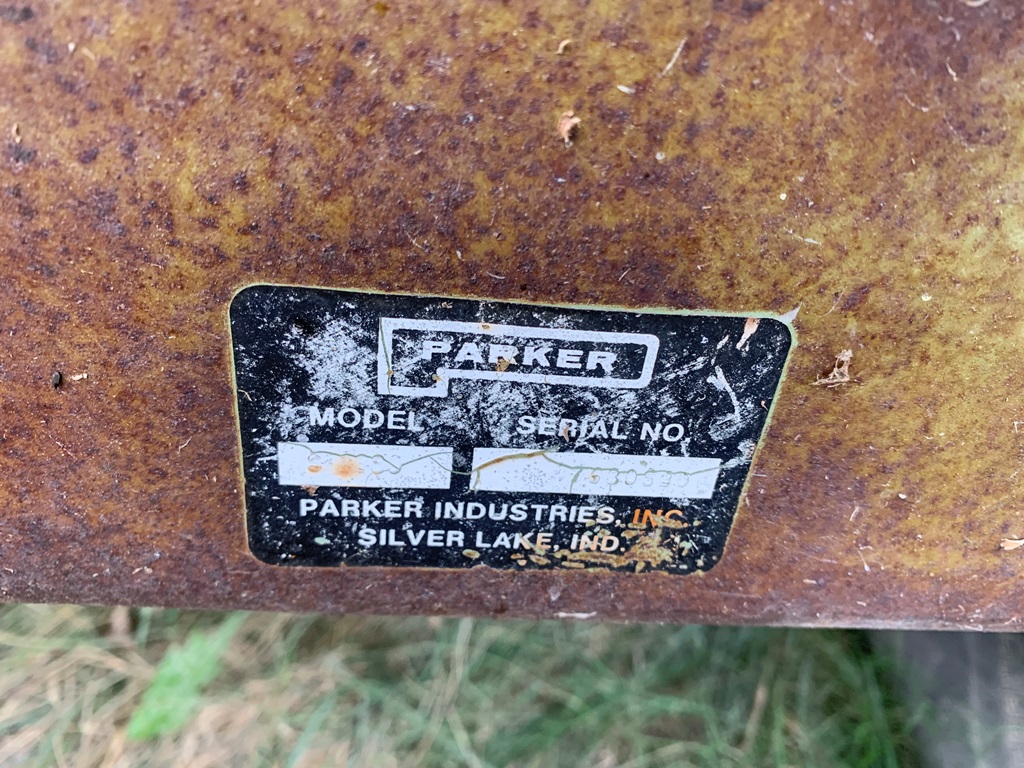 PARKER
MODEL SERIAL NO.
PARKER INDUSTRIES, INC.
SILVER LAKE, IND.